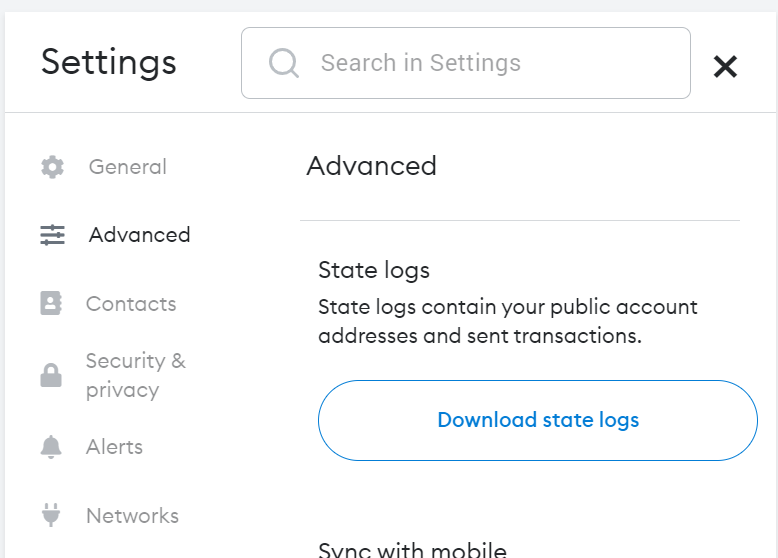 Settings
Search in Settings
General
Advanced
Contacts
Security &
privacy
Alerts
Networks
Advanced
State logs
State logs contain your public account
addresses and sent transactions.
Download state logs
Sync with mobile